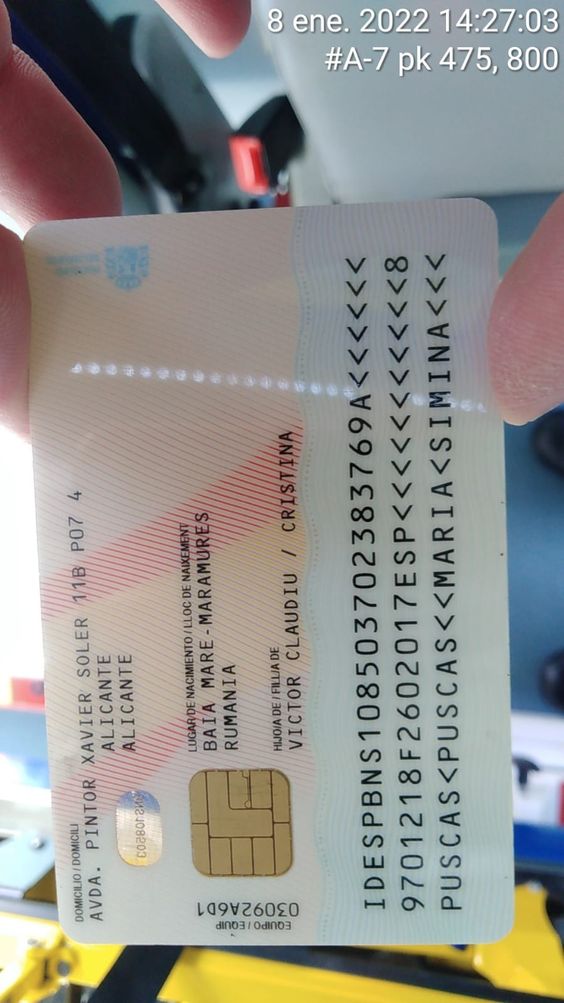 8 ene. 2022 14:27:03
#A-7 pk 475, 800
DOMICILIO / DOMICILI
AVDA. PINTOR XAVIER SOLER 11B P07 4
ALICANTE
ALICANTE
BNS108503
LUGAR DE NACIMIENTO / LLOC DE NAIXEMENT
BAIA MARE-MARAMURES
RUMANIA
HIJO/A DE / FILL/A DE
VICTOR CLAUDIU / CRISTINA
EQUIPO / EQUIP
03092A6D1
IDESPBNS108503702383769A<<<<<<
9701218F2602017ESP<<<<<<<<<<<8
PUSCAS<PUSCAS<<MARIA<SIMINA<<<